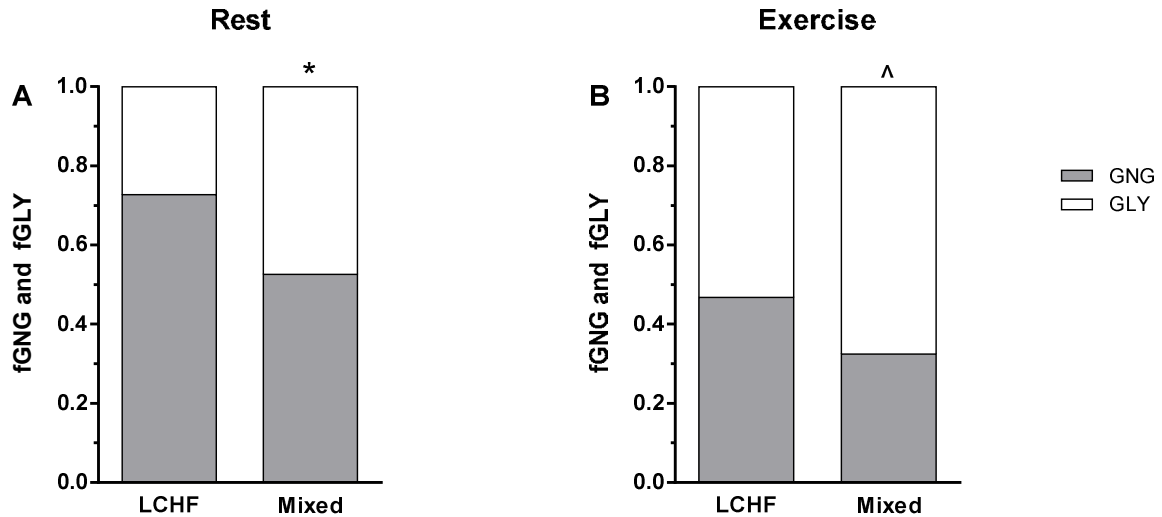 Rest
Exercise
A
*
1.0
0.8
0.6
0.4
0.2
0.0
fGNG and fGLY
LCHF
Mixed
B
^
1.0
0.8
0.6
0.4
0.2
0.0
fGNG and fGLY
LCHF
Mixed
GNG
GLY